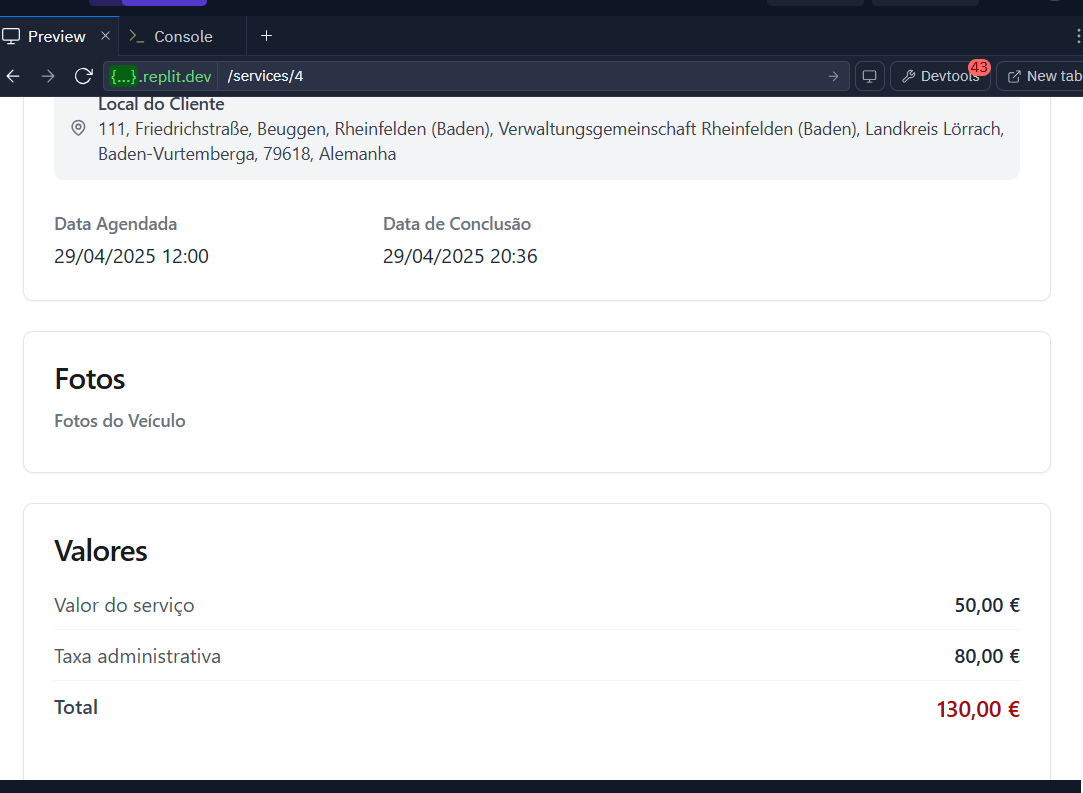 Preview
Console
{...}.replit.dev /services/4
Devtools 43
New tab
Local do Cliente
111, Friedrichstraße, Beuggen, Rheinfelden (Baden), Verwaltungsgemeinschaft Rheinfelden (Baden), Landkreis Lörrach,
Baden-Vurtemberga, 79618, Alemanha
Data Agendada Data de Conclusão
29/04/2025 12:00 29/04/2025 20:36
Fotos
Fotos do Veículo
Valores
Valor do serviço 50,00 €
Taxa administrativa 80,00 €
Total 130,00 €